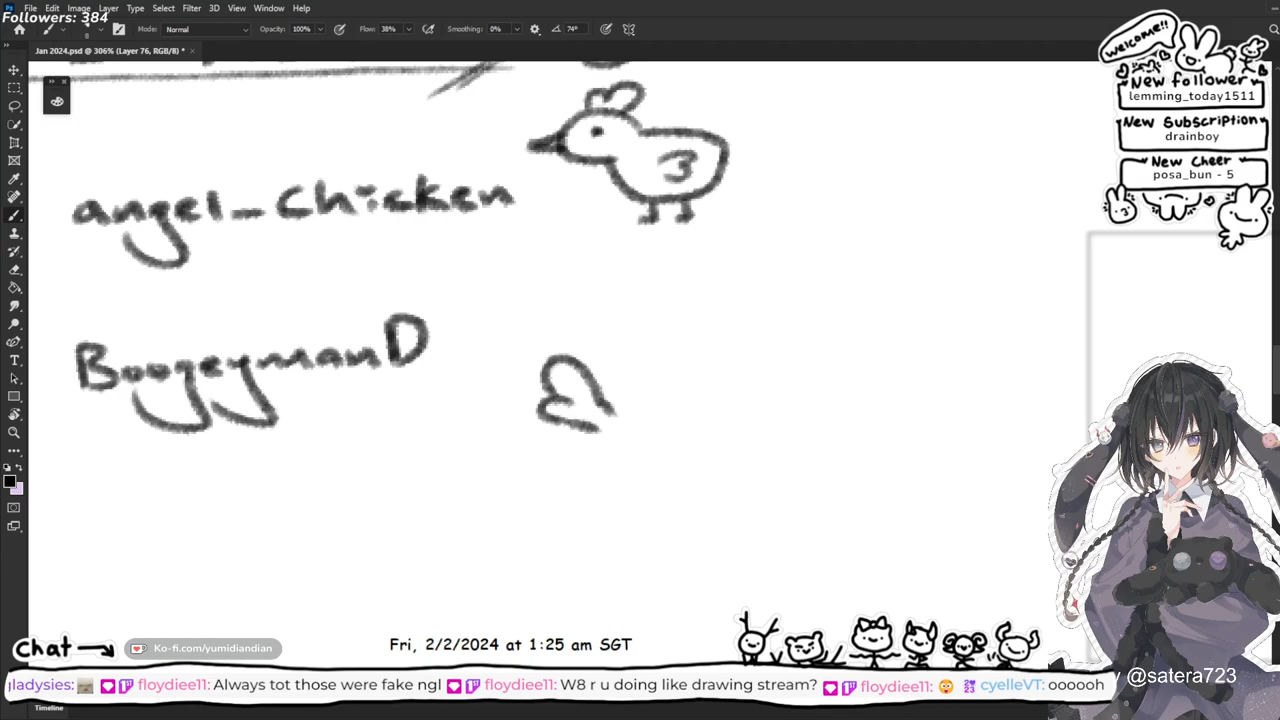 File Edit Image Layer Type Select Filter 3D View Window Help
Followers: 384
Mode: Normal Opacity: 100% Flow: 38% Smoothing: 0% 74°
Jan 2024.psd @ 306% (Layer 76, RGB/8) *
welcome!!
New follower
lemming_today1511
New Subscription
drainboy
New Cheer
posa_bun - 5
angel_Chicken
BoogeymanD
Chat
Ko-fi.com/yumidiandian
Fri, 2/2/2024 at 1:25 am SGT
gladysies: floydiee11: Always tot those were fake ngl floydiee11: W8 r u doing like drawing stream? floydiee11: cyelleVT: oooooh
y @satera723
Timeline